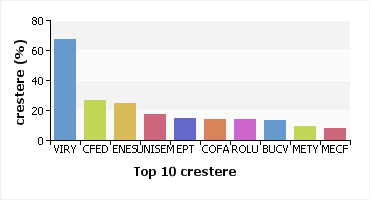 crestere (%)
80
60
40
20
0
VIRY CFED ENES UNISEM EPT COFA ROLU BUCV METY MECF
Top 10 crestere